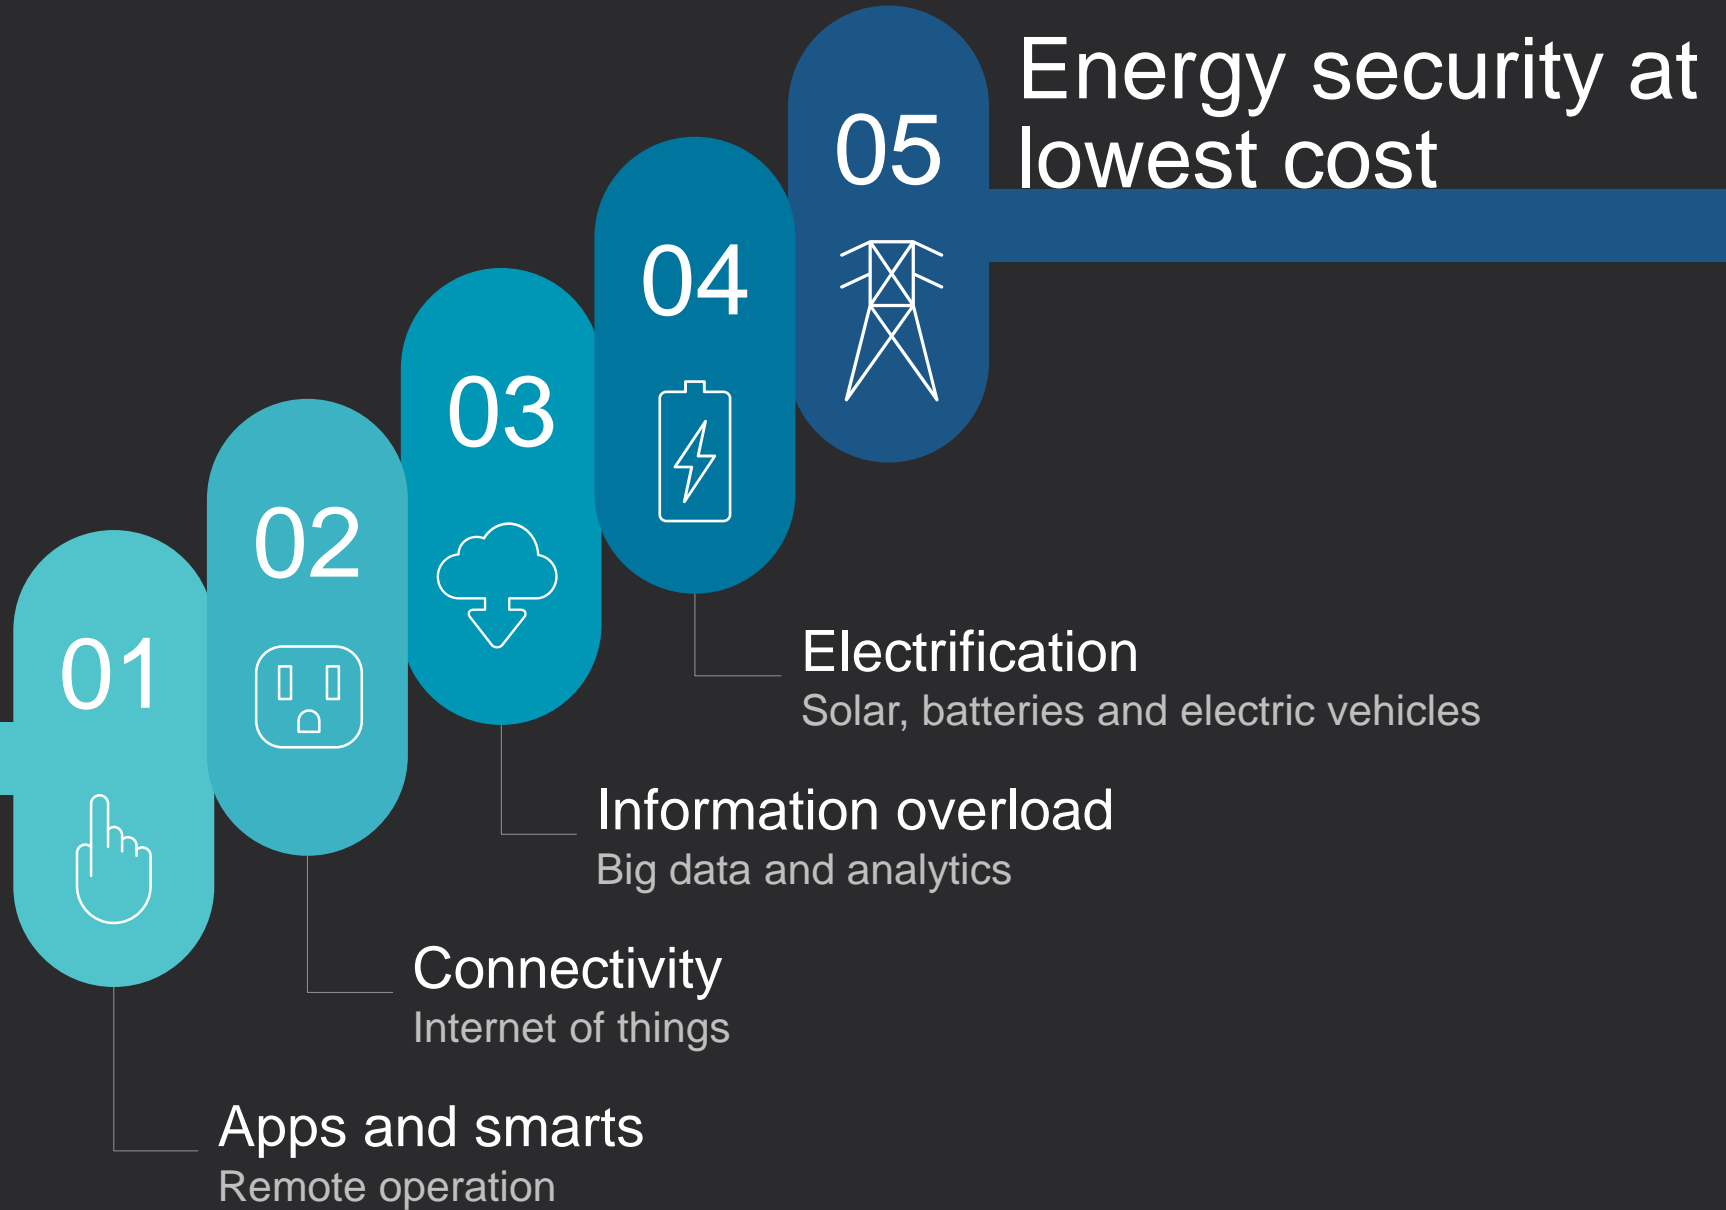 05
Energy security at
lowest cost
04
03
02
01
Electrification
Solar, batteries and electric vehicles
Information overload
Big data and analytics
Connectivity
Internet of things
Apps and smarts
Remote operation